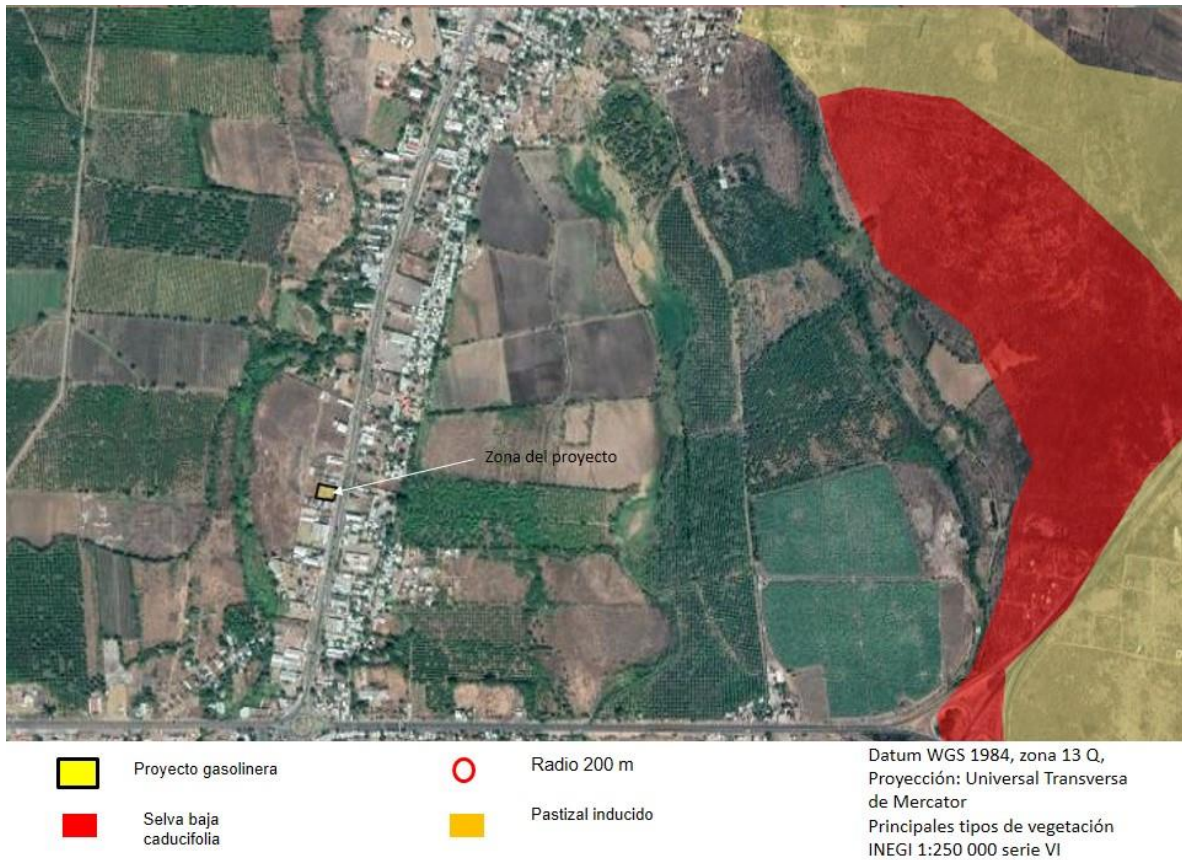 Zona del proyecto
Proyecto gasolinera
Selva baja
caducifolia
Radio 200 m
Pastizal inducido
Datum WGS 1984, zona 13 Q,
Proyección: Universal Transversa
de Mercator
Principales tipos de vegetación
INEGI 1:250 000 serie VI